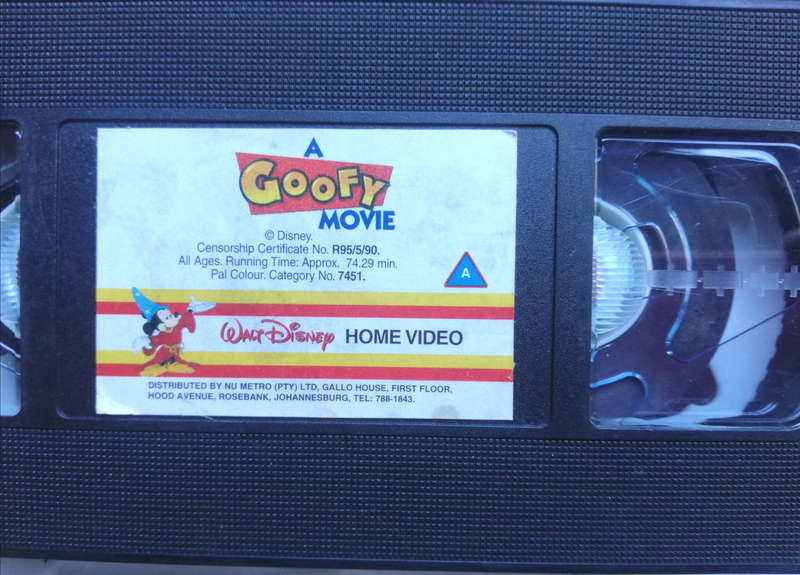 A
GOOFY
MOVIE
© Disney.
Censorship Certificate No. R95/5/90.
All Ages. Running Time: Approx. 74.29 min.
Pal Colour. Category No. 7451.
A
WALT DISNEY HOME VIDEO
DISTRIBUTED BY NU METRO (PTY) LTD, GALLO HOUSE, FIRST FLOOR,
HOOD AVENUE, ROSEBANK, JOHANNESBURG, TEL: 788-1843.